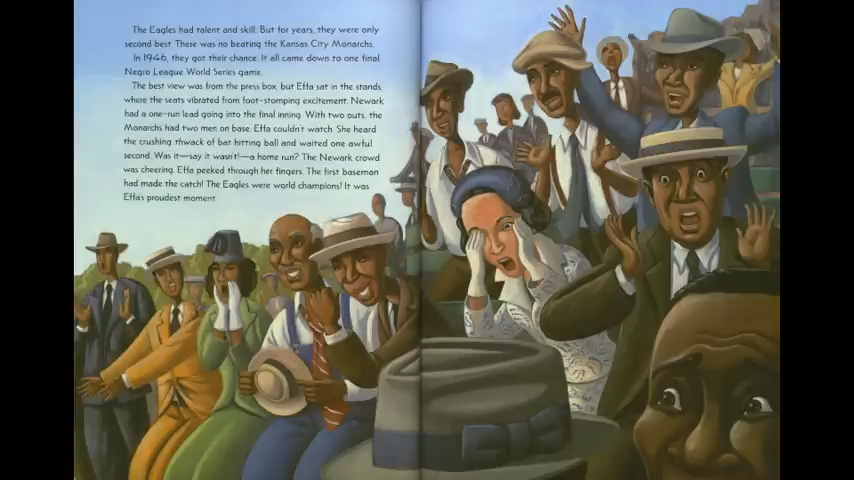 The Eagles had talent and skill. But for years, they were only
second best. There was no beating the Kansas City Monarchs.
In 1946, they got their chance. It all came down to one final
Negro League World Series game.
The best view was from the press box, but Effa sat in the stands,
where the seats vibrated from foot-stomping excitement. Newark
had a one-run lead going into the final inning. With two outs, the
Monarchs had two men on base. Effa couldn't watch. She heard
the crushing thwack of bat hitting ball and waited one awful
second. Was it—say it wasn't!—a home run? The Newark crowd
was cheering. Effa peeked through her fingers. The first baseman
had made the catch! The Eagles were world champions! It was
Effa's proudest moment.